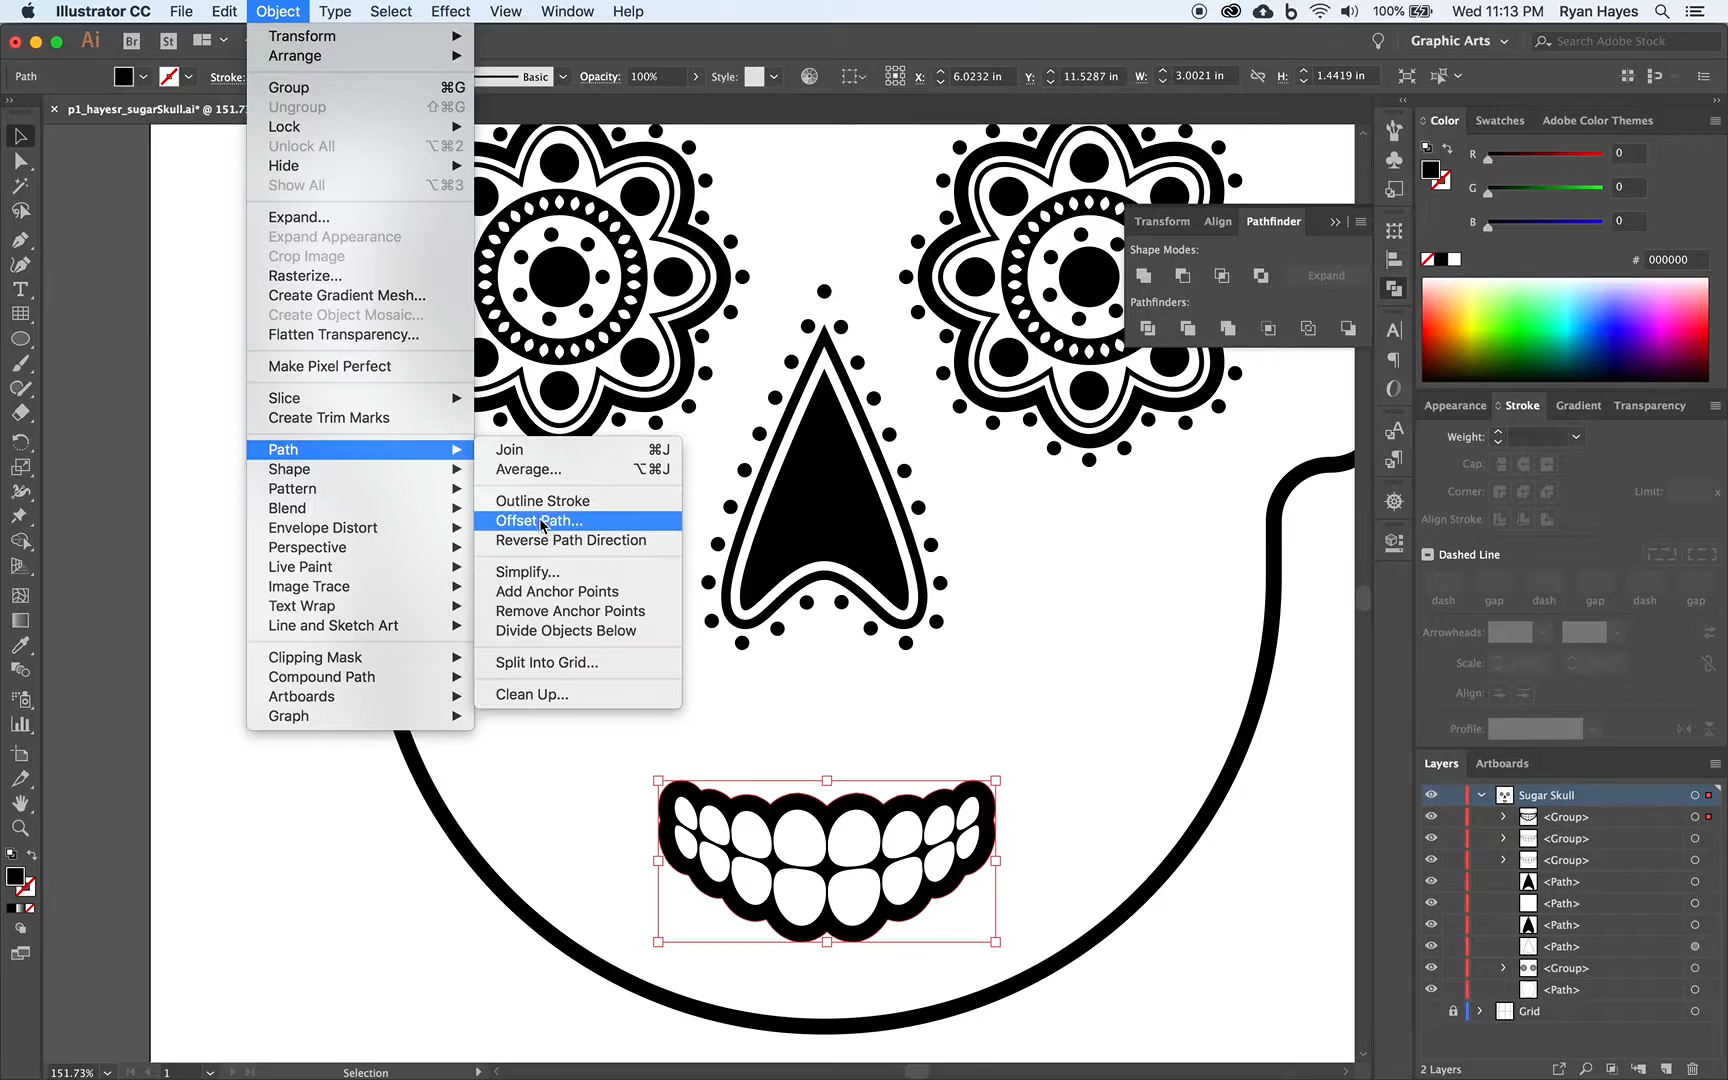 Illustrator CC File Edit Object Type Select Effect View Window Help 100% Wed 11:13 PM Ryan Hayes
Ai Br St Graphic Arts Search Adobe Stock
Path Stroke: Basic Opacity: 100% Style: X: 6.0232 in Y: 11.5287 in W: 3.0021 in H: 1.4419 in
× p1_hayesr_sugarSkull.ai* @ 151.7
Transform
Arrange
Group ⌘G
Ungroup ⇧⌘G
Lock
Unlock All ⌥⌘2
Hide
Show All ⌥⌘3
Expand...
Expand Appearance
Crop Image
Rasterize...
Create Gradient Mesh...
Create Object Mosaic...
Flatten Transparency...
Make Pixel Perfect
Slice
Create Trim Marks
Path
Shape
Pattern
Blend
Envelope Distort
Perspective
Live Paint
Image Trace
Text Wrap
Line and Sketch Art
Clipping Mask
Compound Path
Artboards
Graph
Join ⌘J
Average... ⌥⌘J
Outline Stroke
Offset Path...
Reverse Path Direction
Simplify...
Add Anchor Points
Remove Anchor Points
Divide Objects Below
Split Into Grid...
Clean Up...
Transform Align Pathfinder
Shape Modes:
Expand
Pathfinders:
Color Swatches Adobe Color Themes
R 0
G 0
B 0
# 000000
Appearance Stroke Gradient Transparency
Weight:
Cap:
Corner: Limit: x
Align Stroke:
Dashed Line
dash gap dash gap dash gap
Arrowheads:
Scale:
Align:
Profile:
Layers Artboards
Sugar Skull
<Group>
<Group>
<Group>
<Path>
<Path>
<Path>
<Path>
<Group>
<Path>
Grid
2 Layers
151.73% 1 Selection